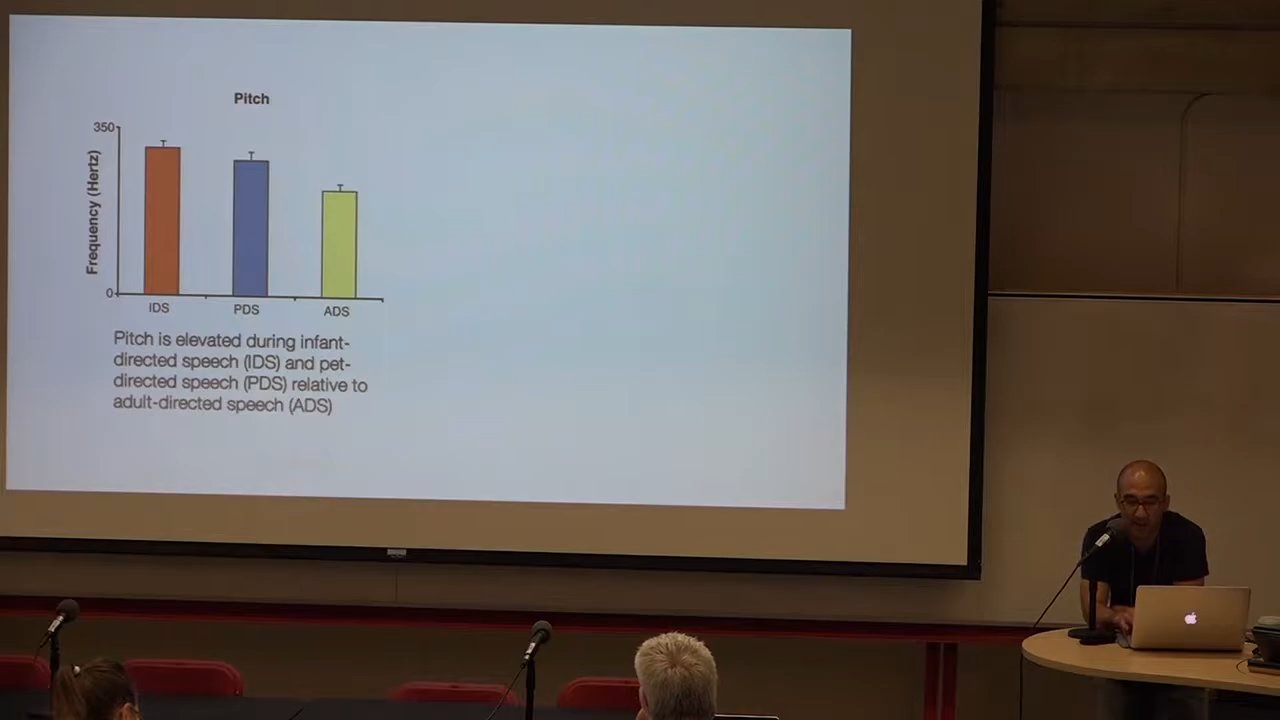 Pitch
350
Frequency (Hertz)
0
IDS
PDS
ADS
Pitch is elevated during infant-
directed speech (IDS) and pet-
directed speech (PDS) relative to
adult-directed speech (ADS)